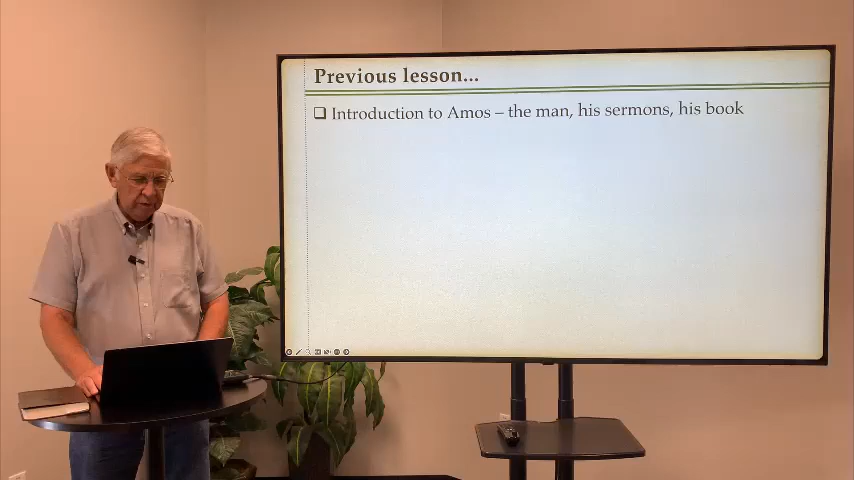 Previous lesson...
❑ Introduction to Amos – the man, his sermons, his book